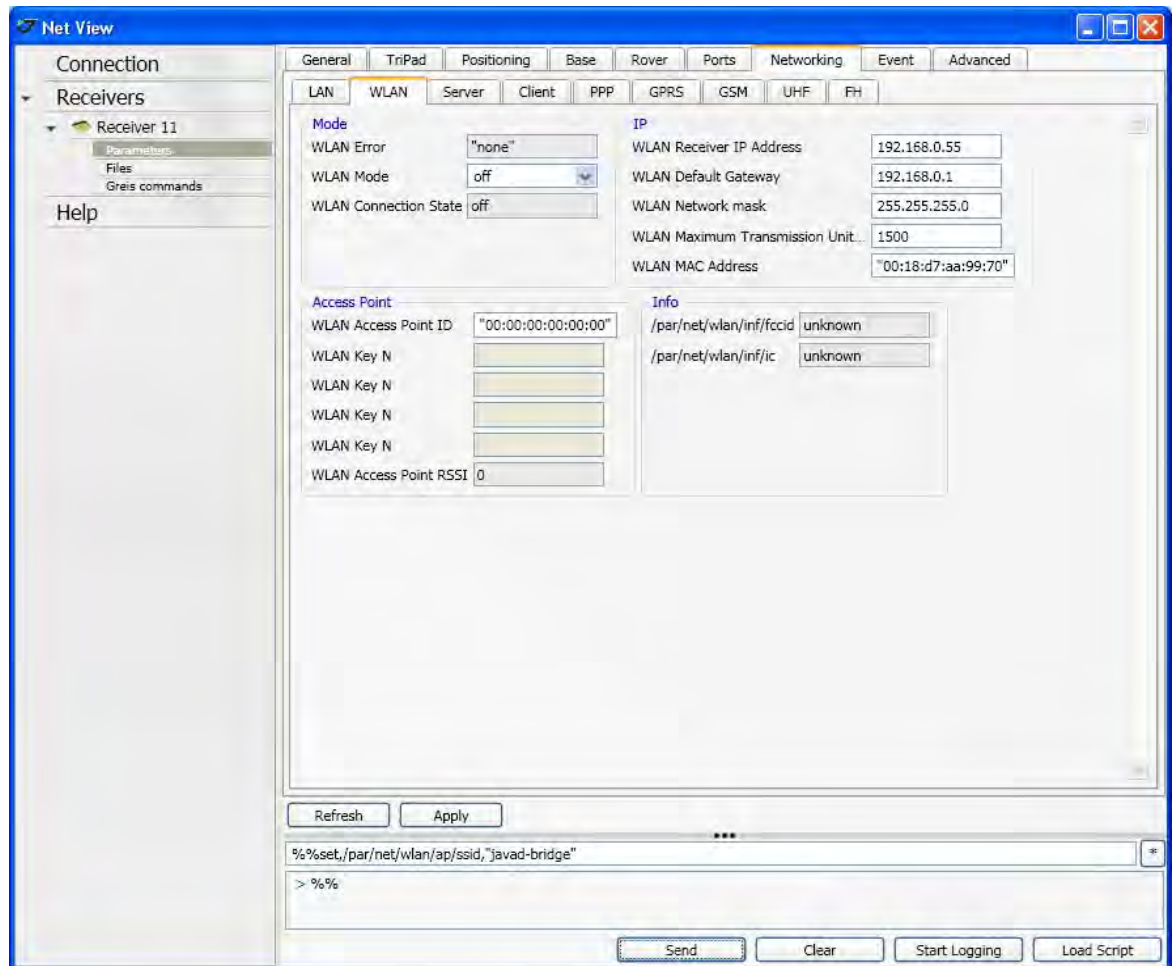 Net View
Connection
Receivers
Receiver 11
Parameters
Files
Greis commands
Help
General TriPad Positioning Base Rover Ports Networking Event Advanced
LAN WLAN Server Client PPP GPRS GSM UHF FH
Mode
WLAN Error "none"
WLAN Mode off
WLAN Connection State off
IP
WLAN Receiver IP Address 192.168.0.55
WLAN Default Gateway 192.168.0.1
WLAN Network mask 255.255.255.0
WLAN Maximum Transmission Unit... 1500
WLAN MAC Address "00:18:d7:aa:99:70"
Access Point
WLAN Access Point ID "00:00:00:00:00:00"
WLAN Key N
WLAN Key N
WLAN Key N
WLAN Key N
WLAN Access Point RSSI 0
Info
/par/net/wlan/inf/fccid unknown
/par/net/wlan/inf/ic unknown
Refresh Apply
%%set,/par/net/wlan/ap/ssid,"javad-bridge" *
> %%
Send Clear Start Logging Load Script